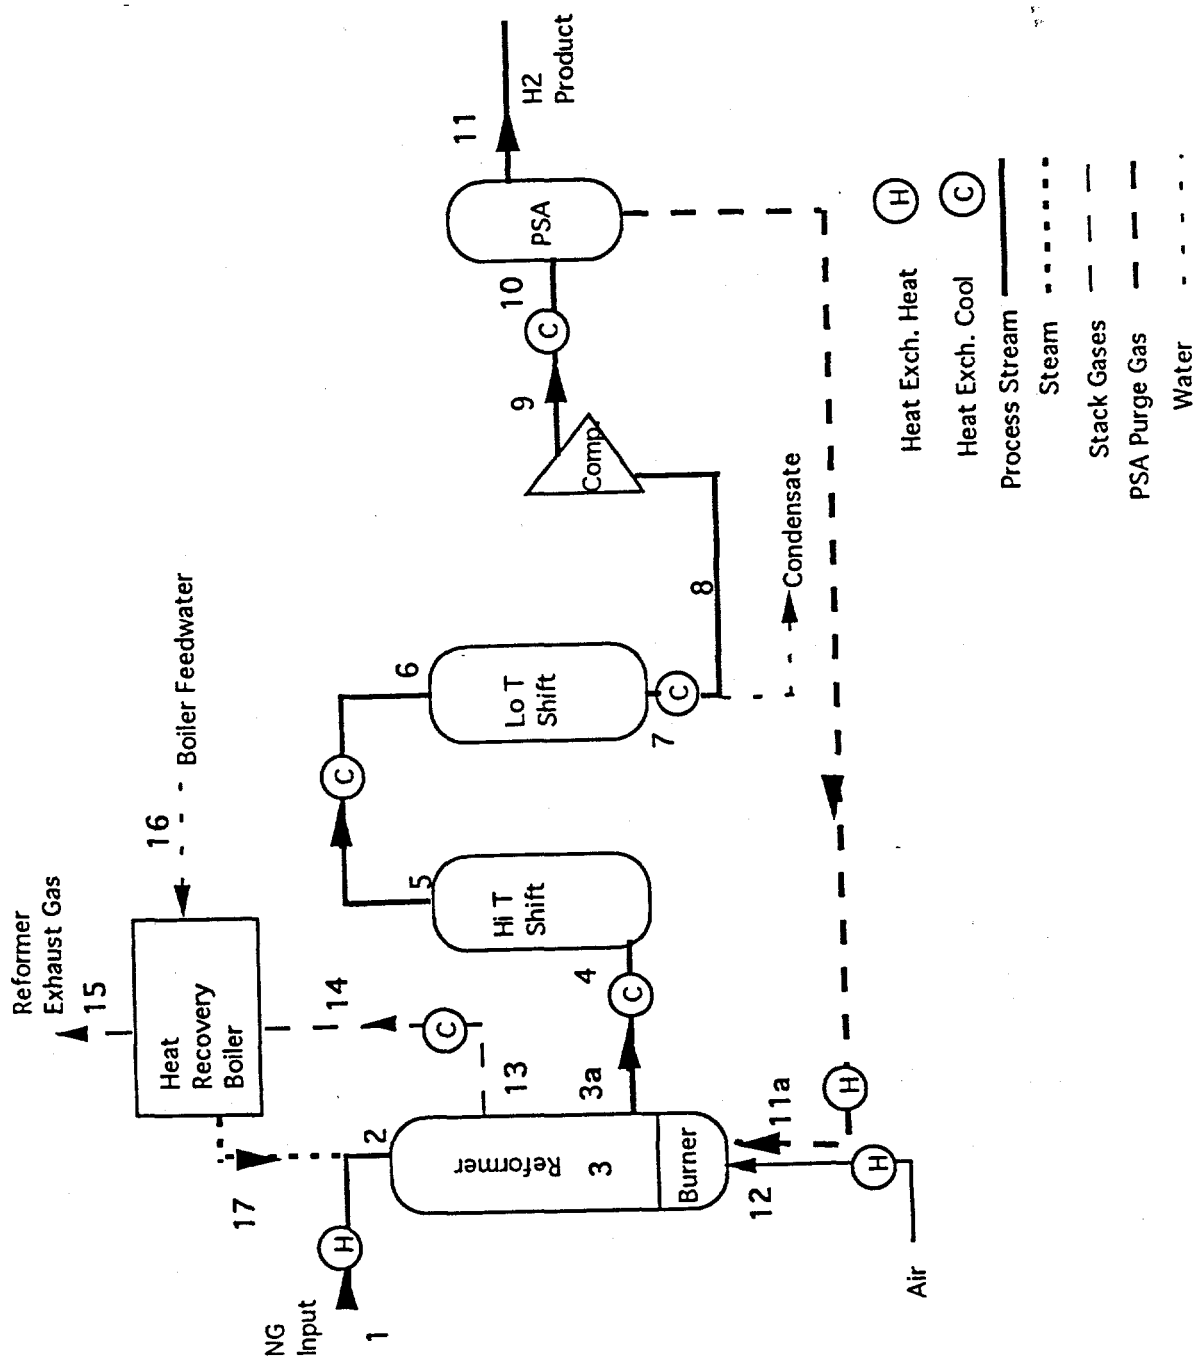 NG
Input
1
H
17
2
Reformer
3
Burner
Heat
Recovery
Boiler
Reformer
Exhaust Gas
15
16
Boiler Feedwater
14
C
13
3a
C
4
Hi T
Shift
5
C
6
Lo T
Shift
7
C
8
Condensate
Comp.
9
C
10
PSA
11
H2
Product
11a
H
12
H
Air
Heat Exch. Heat
H
Heat Exch. Cool
C
Process Stream
Steam
Stack Gases
PSA Purge Gas
Water